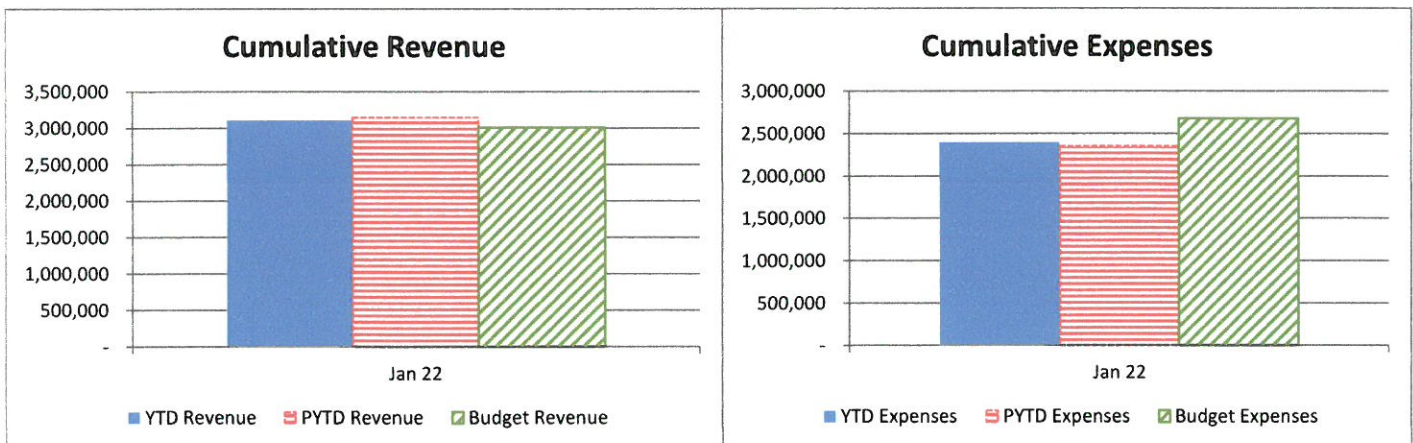 Cumulative Revenue
3,500,000
3,000,000
2,500,000
2,000,000
1,500,000
1,000,000
500,000
-
Jan 22
YTD Revenue PYTD Revenue Budget Revenue
Cumulative Expenses
3,000,000
2,500,000
2,000,000
1,500,000
1,000,000
500,000
-
Jan 22
YTD Expenses PYTD Expenses Budget Expenses